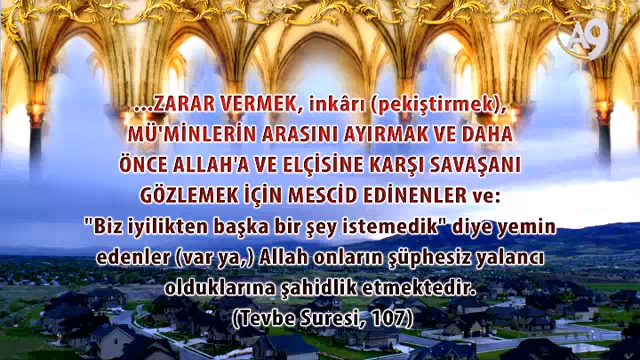 A9
...ZARAR VERMEK, inkârı (pekiştirmek),
MÜ'MİNLERİN ARASINI AYIRMAK VE DAHA
ÖNCE ALLAH'A VE ELÇİSİNE KARŞI SAVAŞANI
GÖZLEMEK İÇİN MESCİD EDİNENLER ve:
"Biz iyilikten başka bir şey istemedik" diye yemin
edenler (var ya,) Allah onların şüphesiz yalancı
olduklarına şahidlik etmektedir.
(Tevbe Suresi, 107)